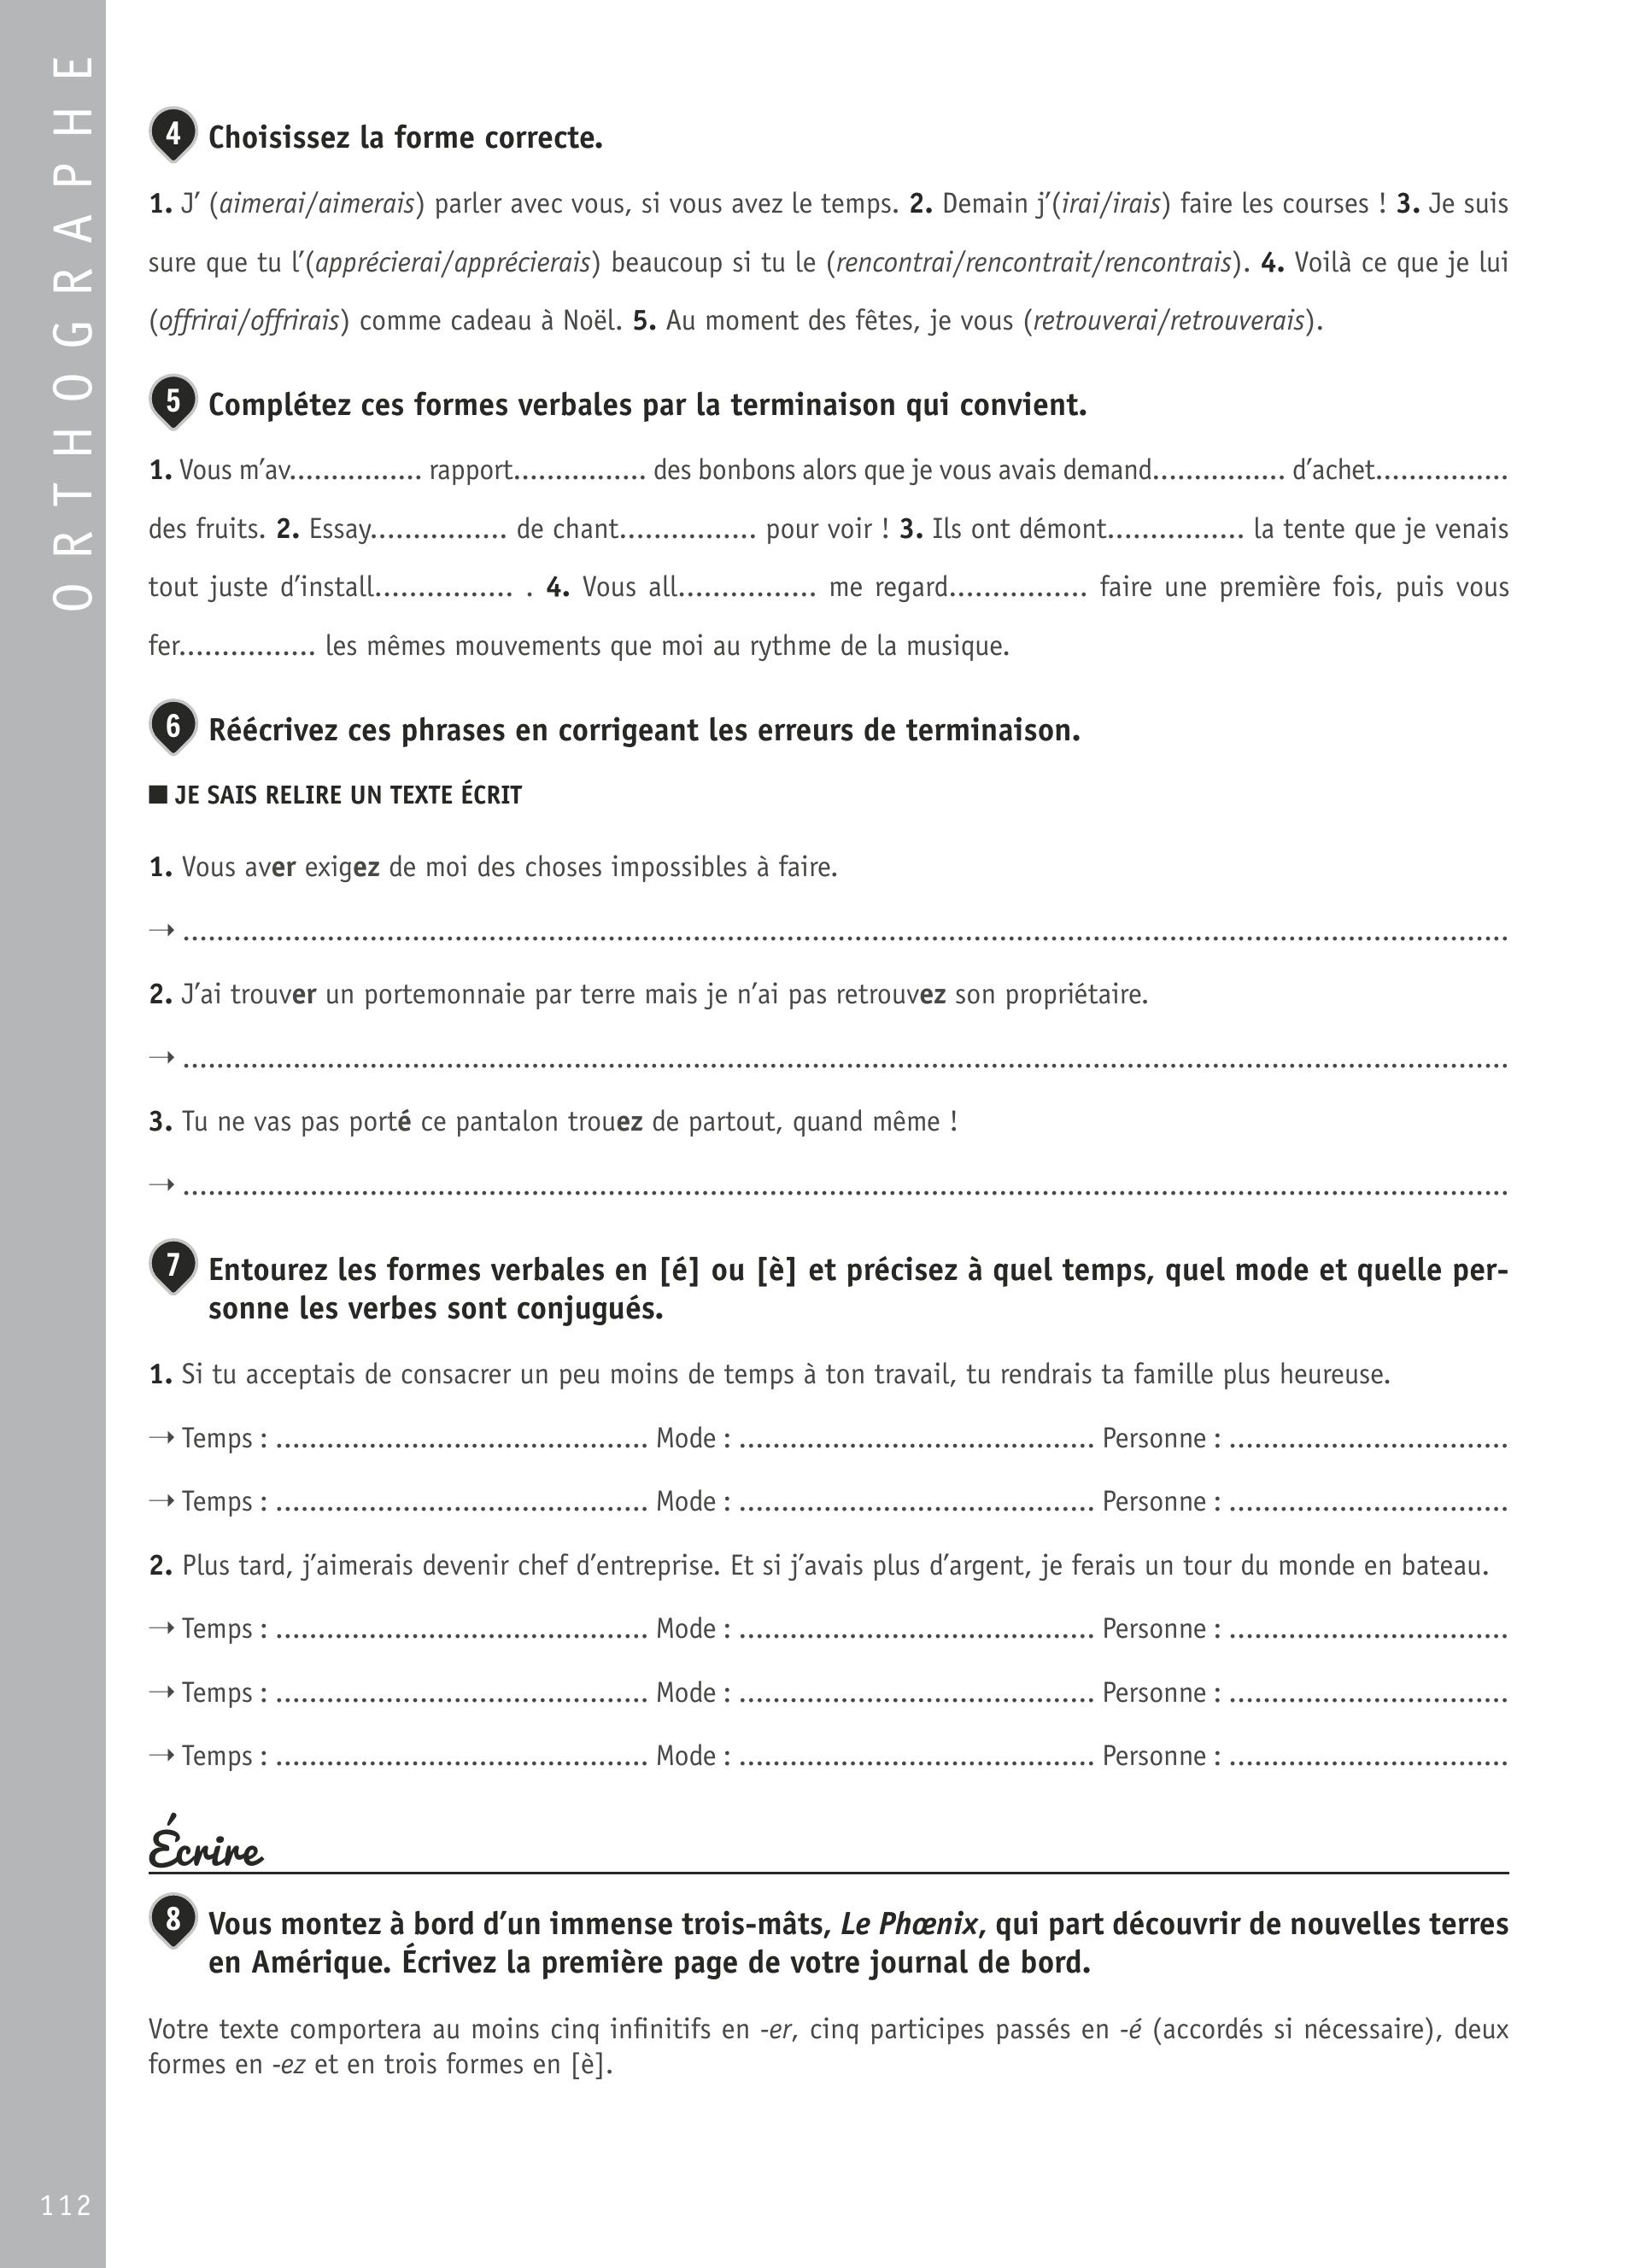 ORTHOGRAPHE
4 Choisissez la forme correcte.
1. J’ (aimerai/aimerais) parler avec vous, si vous avez le temps. 2. Demain j’(irai/irais) faire les courses ! 3. Je suis
sure que tu l’(apprécierai/apprécierais) beaucoup si tu le (rencontrai/rencontrait/rencontrais). 4. Voilà ce que je lui
(offrirai/offrirais) comme cadeau à Noël. 5. Au moment des fêtes, je vous (retrouverai/retrouverais).
5 Complétez ces formes verbales par la terminaison qui convient.
1. Vous m’av................ rapport................ des bonbons alors que je vous avais demand................ d’achet................
des fruits. 2. Essay................ de chant................ pour voir ! 3. Ils ont démont................ la tente que je venais
tout juste d’install................ . 4. Vous all................ me regard................ faire une première fois, puis vous
fer................ les mêmes mouvements que moi au rythme de la musique.
6 Réécrivez ces phrases en corrigeant les erreurs de terminaison.
■ JE SAIS RELIRE UN TEXTE ÉCRIT
1. Vous aver exigez de moi des choses impossibles à faire.
→ ................................................................................
2. J’ai trouver un portemonnaie par terre mais je n’ai pas retrouvez son propriétaire.
→ ................................................................................
3. Tu ne vas pas porté ce pantalon trouez de partout, quand même !
→ ................................................................................
7 Entourez les formes verbales en [é] ou [è] et précisez à quel temps, quel mode et quelle per-
sonne les verbes sont conjugués.
1. Si tu acceptais de consacrer un peu moins de temps à ton travail, tu rendrais ta famille plus heureuse.
→ Temps : ............................................ Mode : .......................................... Personne : .................................
→ Temps : ............................................ Mode : .......................................... Personne : .................................
2. Plus tard, j’aimerais devenir chef d’entreprise. Et si j’avais plus d’argent, je ferais un tour du monde en bateau.
→ Temps : ............................................ Mode : .......................................... Personne : .................................
→ Temps : ............................................ Mode : .......................................... Personne : .................................
→ Temps : ............................................ Mode : .......................................... Personne : .................................
Écrire
8 Vous montez à bord d’un immense trois-mâts, Le Phœnix, qui part découvrir de nouvelles terres
en Amérique. Écrivez la première page de votre journal de bord.
Votre texte comportera au moins cinq infinitifs en -er, cinq participes passés en -é (accordés si nécessaire), deux
formes en -ez et en trois formes en [è].
112